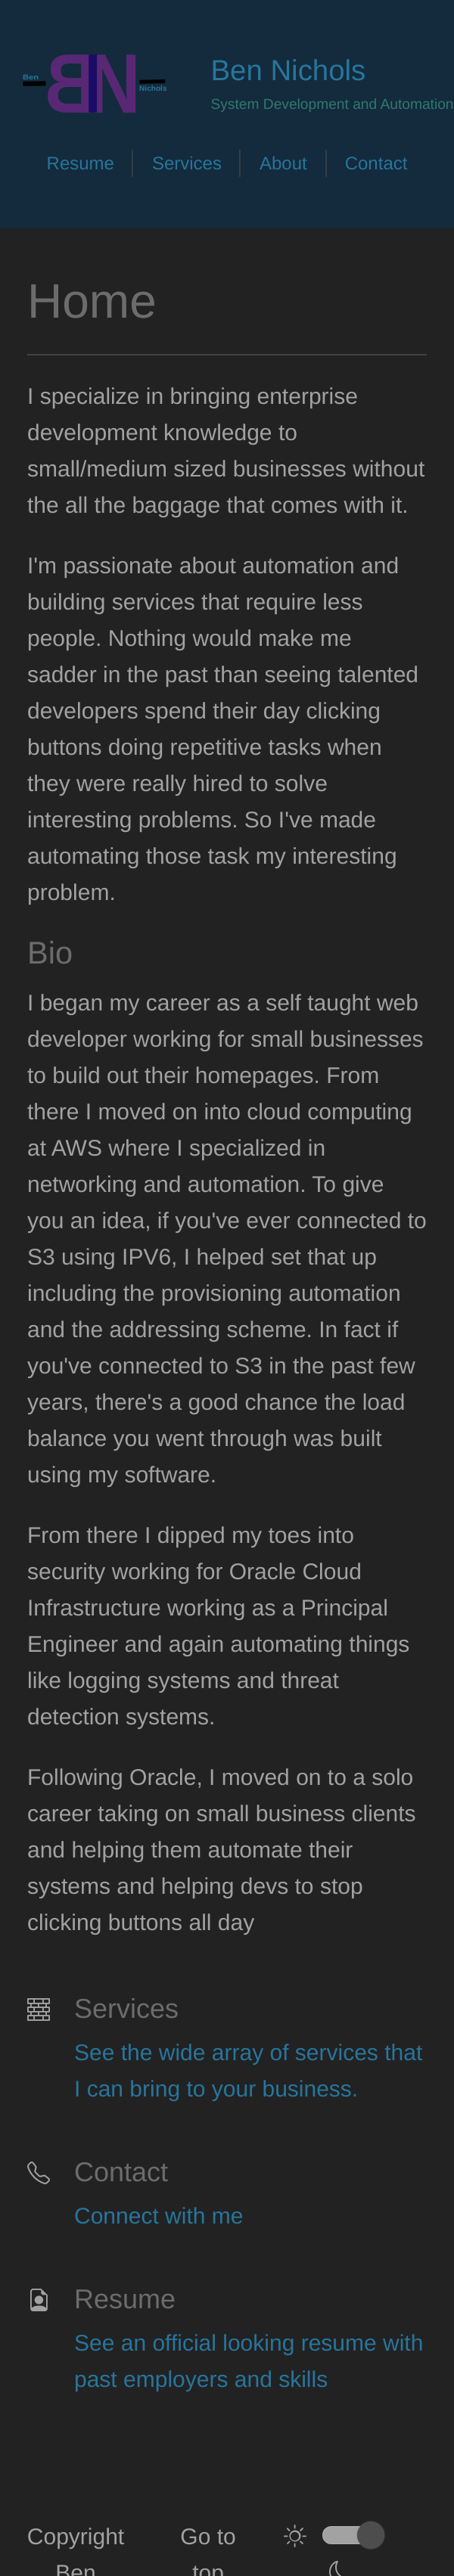 Ben
BN
Nichols
Ben Nichols
System Development and Automation
Resume
Services
About
Contact
Home
I specialize in bringing enterprise
development knowledge to
small/medium sized businesses without
the all the baggage that comes with it.
I'm passionate about automation and
building services that require less
people. Nothing would make me
sadder in the past than seeing talented
developers spend their day clicking
buttons doing repetitive tasks when
they were really hired to solve
interesting problems. So I've made
automating those task my interesting
problem.
Bio
I began my career as a self taught web
developer working for small businesses
to build out their homepages. From
there I moved on into cloud computing
at AWS where I specialized in
networking and automation. To give
you an idea, if you've ever connected to
S3 using IPV6, I helped set that up
including the provisioning automation
and the addressing scheme. In fact if
you've connected to S3 in the past few
years, there's a good chance the load
balance you went through was built
using my software.
From there I dipped my toes into
security working for Oracle Cloud
Infrastructure working as a Principal
Engineer and again automating things
like logging systems and threat
detection systems.
Following Oracle, I moved on to a solo
career taking on small business clients
and helping them automate their
systems and helping devs to stop
clicking buttons all day
Services
See the wide array of services that
I can bring to your business.
Contact
Connect with me
Resume
See an official looking resume with
past employers and skills
Copyright
Ben
Go to
top